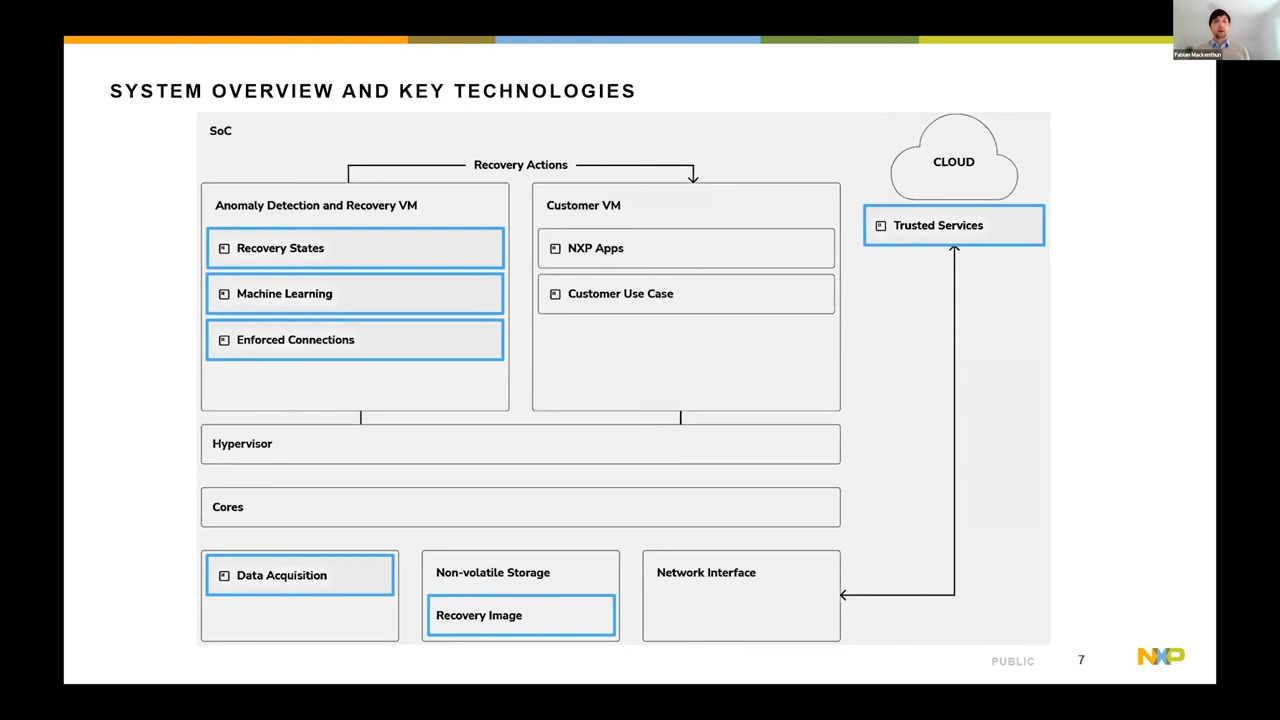 Fabian Mackenthun
SYSTEM OVERVIEW AND KEY TECHNOLOGIES
SoC
Recovery Actions
CLOUD
Trusted Services
Anomaly Detection and Recovery VM
Recovery States
Machine Learning
Enforced Connections
Customer VM
NXP Apps
Customer Use Case
Hypervisor
Cores
Data Acquisition
Non-volatile Storage
Recovery Image
Network Interface
PUBLIC
7
NXP